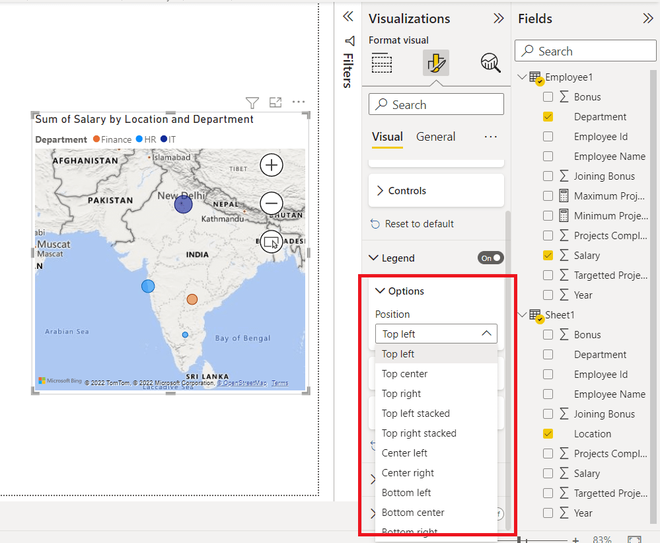 Sum of Salary by Location and Department
Department Finance HR IT
AFGHANISTAN
Islamabad
TIBET
PAKISTAN
New Delhi
NEPAL
Kathmandu
BHUTAN
Muscat
Mascat
INDIA
Arabian Sea
Bay of Bengal
SRI LANKA
Laccadive Sea
Microsoft Bing
© 2022 TomTom, © 2022 Microsoft Corporation, © OpenStreetMap Terms
Filters
Visualizations
Format visual
Search
Visual General
Controls
Reset to default
Legend On
Options
Position
Top left
Top left
Top center
Top right
Top left stacked
Top right stacked
Center left
Center right
Bottom left
Bottom center
Bottom right
Fields
Search
Employee1
Bonus
Department
Employee Id
Employee Name
Joining Bonus
Maximum Proj...
Minimum Proje...
Projects Compl...
Salary
Targetted Proje...
Year
Sheet1
Bonus
Department
Employee Id
Employee Name
Joining Bonus
Location
Projects Compl...
Salary
Targetted Proje...
Year
83%